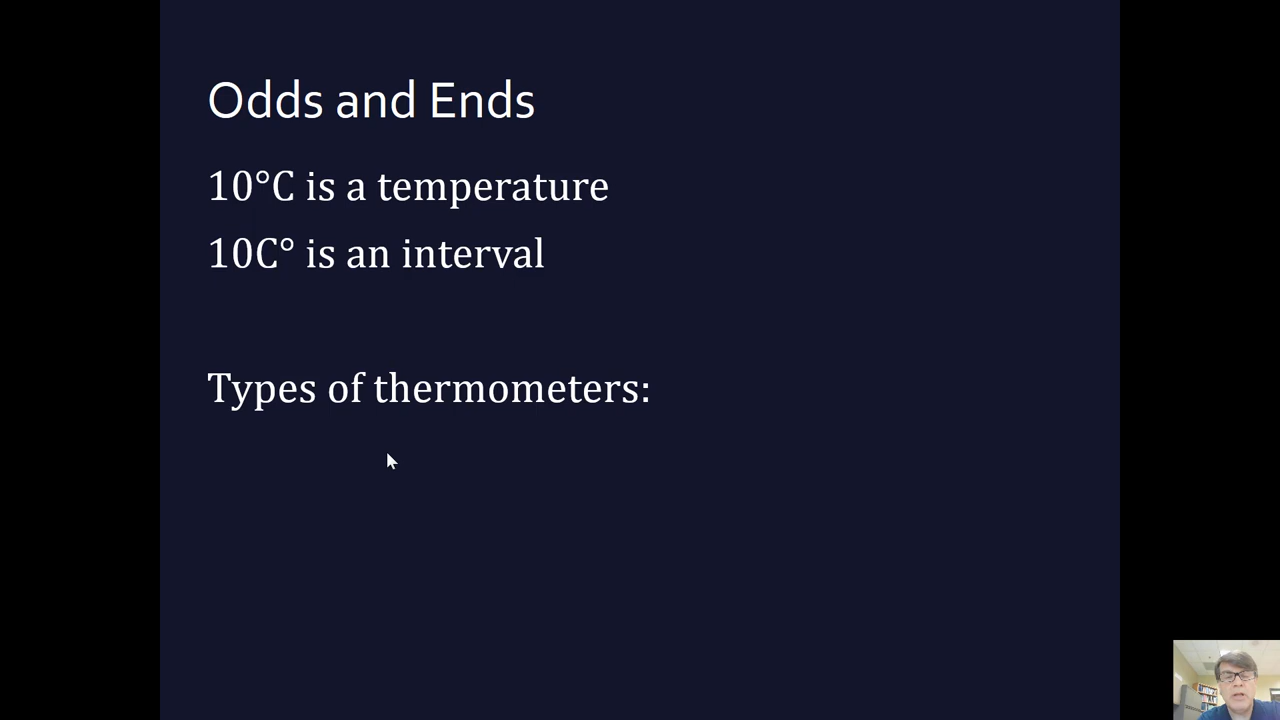 Odds and Ends
10°C is a temperature
10C° is an interval
Types of thermometers: